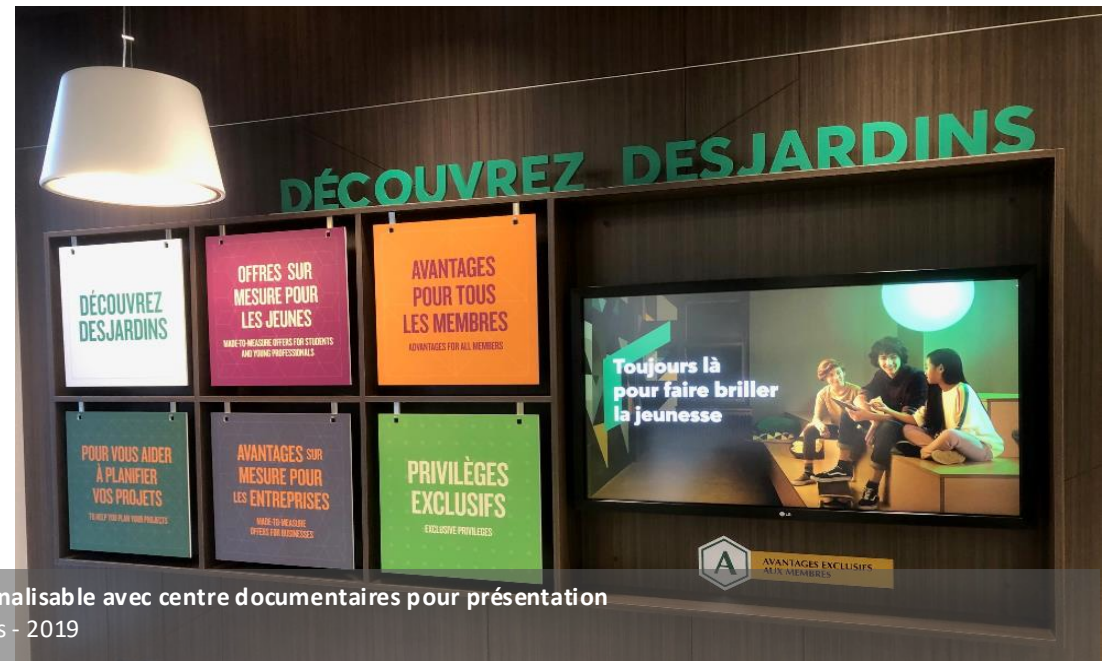 DÉCOUVREZ DESJARDINS
DÉCOUVREZ
DESJARDINS
OFFRES SUR
MESURE POUR
LES JEUNES
MADE-TO-MEASURE OFFERS FOR STUDENTS
AND YOUNG PROFESSIONALS
AVANTAGES
POUR TOUS
LES MEMBRES
ADVANTAGES FOR ALL MEMBERS
POUR VOUS AIDER
À PLANIFIER
VOS PROJETS
TO HELP YOU PLAN YOUR PROJECTS
AVANTAGES SUR
MESURE POUR
LES ENTREPRISES
MADE-TO-MEASURE
OFFERS FOR BUSINESSES
PRIVILÈGES
EXCLUSIFS
EXCLUSIVE PRIVILEGES
Toujours là
pour faire briller
la jeunesse
LG
A
AVANTAGES EXCLUSIFS
AUX MEMBRES
nalisable avec centre documentaires pour présentation
s - 2019